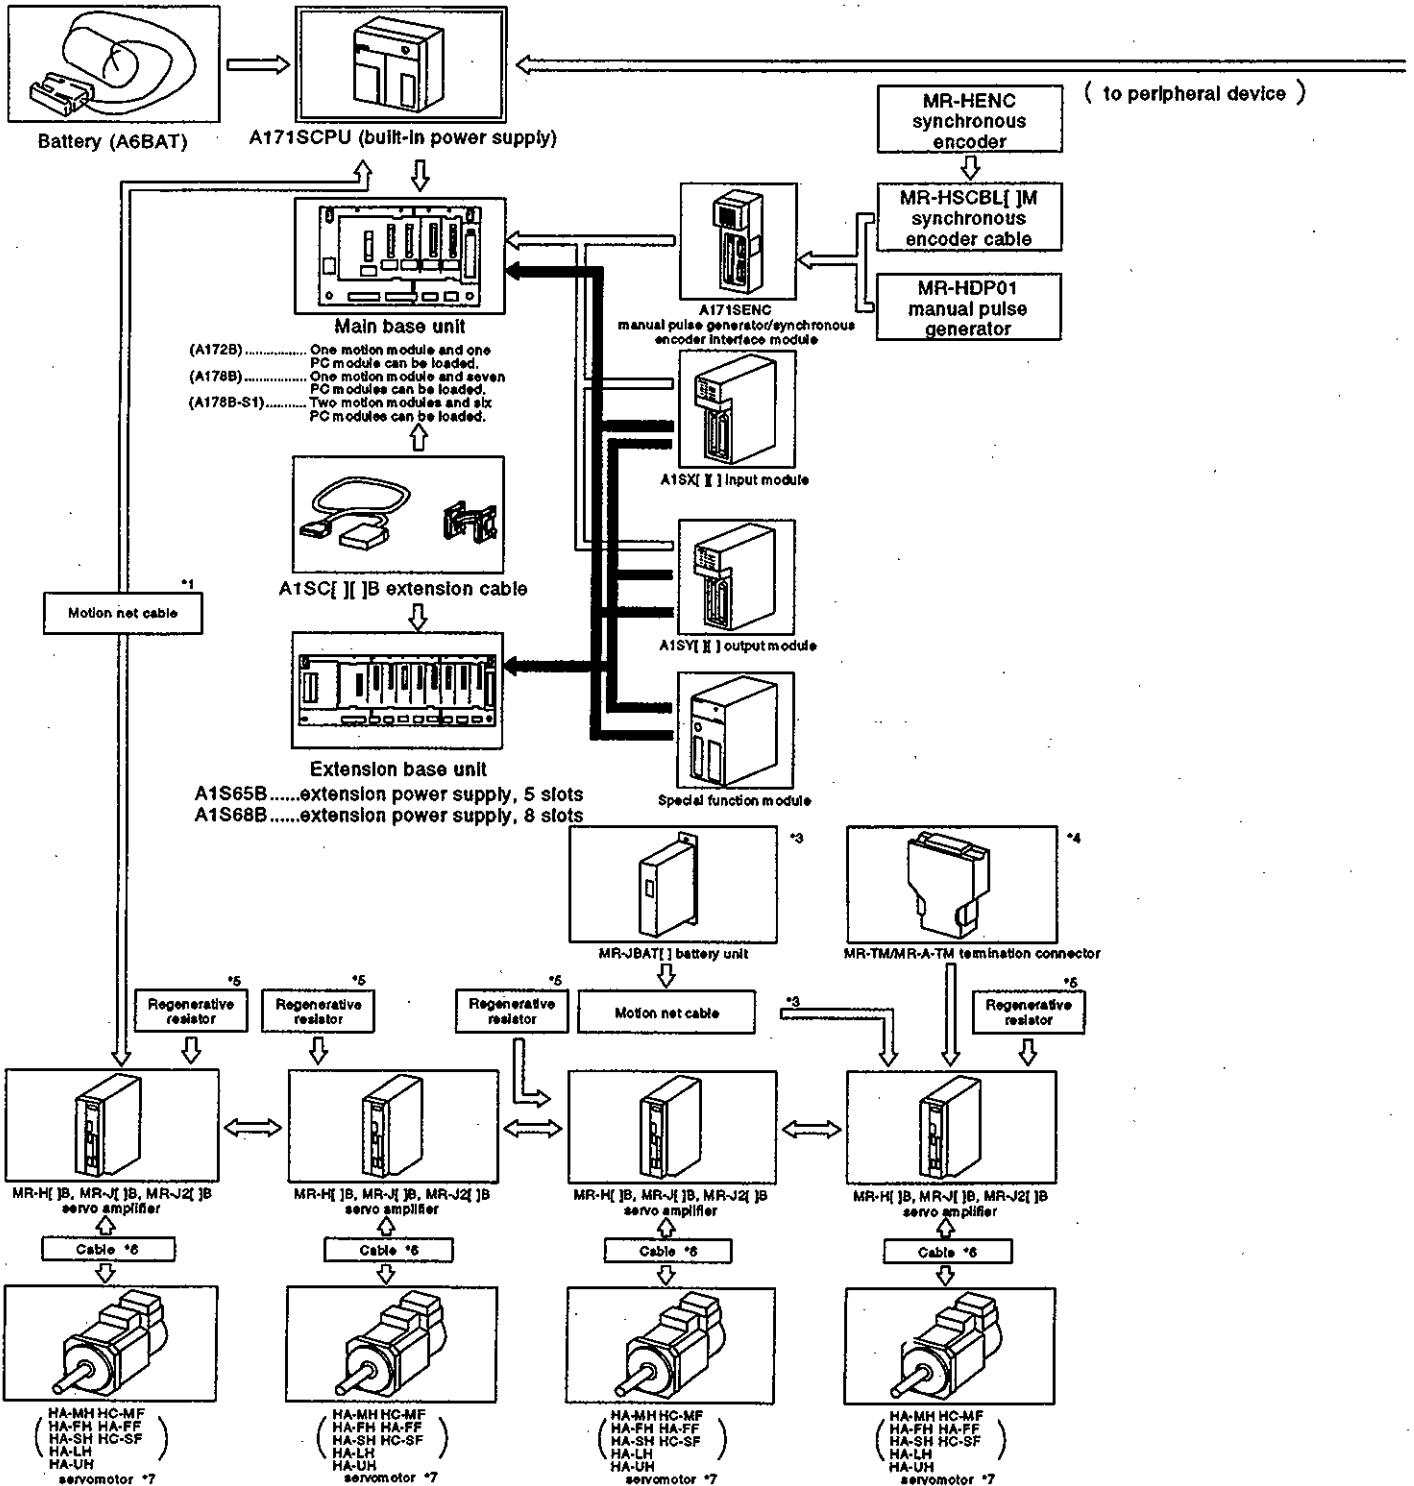 ( to peripheral device )
Battery (A6BAT)
A171SCPU (built-in power supply)
MR-HENC
synchronous
encoder
MR-HSCBL[ ]M
synchronous
encoder cable
MR-HDP01
manual pulse
generator
A171SENC
manual pulse generator/synchronous
encoder interface module
Main base unit
(A172B)............... One motion module and one
PC module can be loaded.
(A178B)............... One motion module and seven
PC modules can be loaded.
(A178B-S1).......... Two motion modules and six
PC modules can be loaded.
A1SX[ ][ ] input module
A1SC[ ][ ]B extension cable
*1
Motion net cable
A1SY[ ][ ] output module
Extension base unit
A1S65B......extension power supply, 5 slots
A1S68B......extension power supply, 8 slots
Special function module
*3
*4
MR-JBAT[ ] battery unit
MR-TM/MR-A-TM termination connector
*5
Regenerative
resistor
*5
Regenerative
resistor
*5
Regenerative
resistor
Motion net cable
*3
*5
Regenerative
resistor
MR-H[ ]B, MR-J[ ]B, MR-J2[ ]B
servo amplifier
MR-H[ ]B, MR-J[ ]B, MR-J2[ ]B
servo amplifier
MR-H[ ]B, MR-J[ ]B, MR-J2[ ]B
servo amplifier
MR-H[ ]B, MR-J[ ]B, MR-J2[ ]B
servo amplifier
Cable *6
Cable *6
Cable *6
Cable *6
HA-MH HC-MF
HA-FH HA-FF
HA-SH HC-SF
HA-LH
HA-UH
servomotor *7
HA-MH HC-MF
HA-FH HA-FF
HA-SH HC-SF
HA-LH
HA-UH
servomotor *7
HA-MH HC-MF
HA-FH HA-FF
HA-SH HC-SF
HA-LH
HA-UH
servomotor *7
HA-MH HC-MF
HA-FH HA-FF
HA-SH HC-SF
HA-LH
HA-UH
servomotor *7